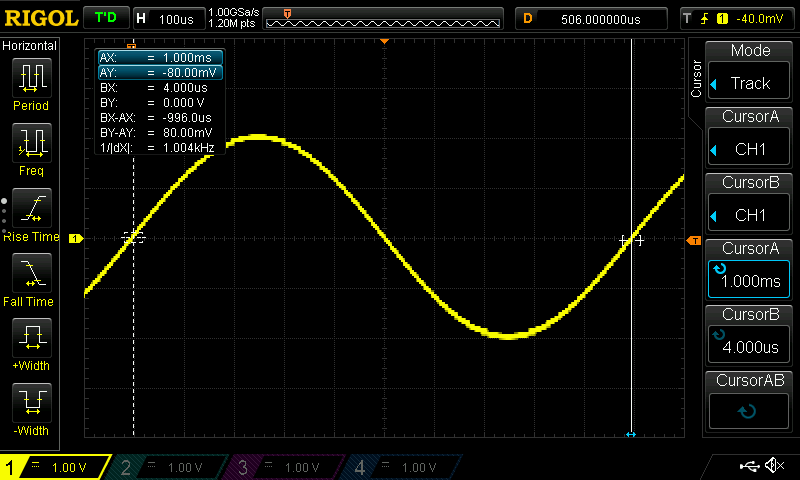 RIGOL T'D H 100us 1.00GSa/s 1.20M pts T D 506.000000us T 1 -40.0mV
Horizontal
Period
Freq
Rise Time
Fall Time
+Width
-Width
AX: = 1.000ms
AY: = -80.00mV
BX: = 4.000us
BY: = 0.000 V
BX-AX: = -996.0us
BY-AY: = 80.00mV
1/|dX|: = 1.004kHz
1
T
Cursor
Mode
Track
CursorA
CH1
CursorB
CH1
CursorA
1.000ms
CursorB
4.000us
CursorAB
1 = 1.00 V 2 = 1.00 V 3 = 1.00 V 4 = 1.00 V